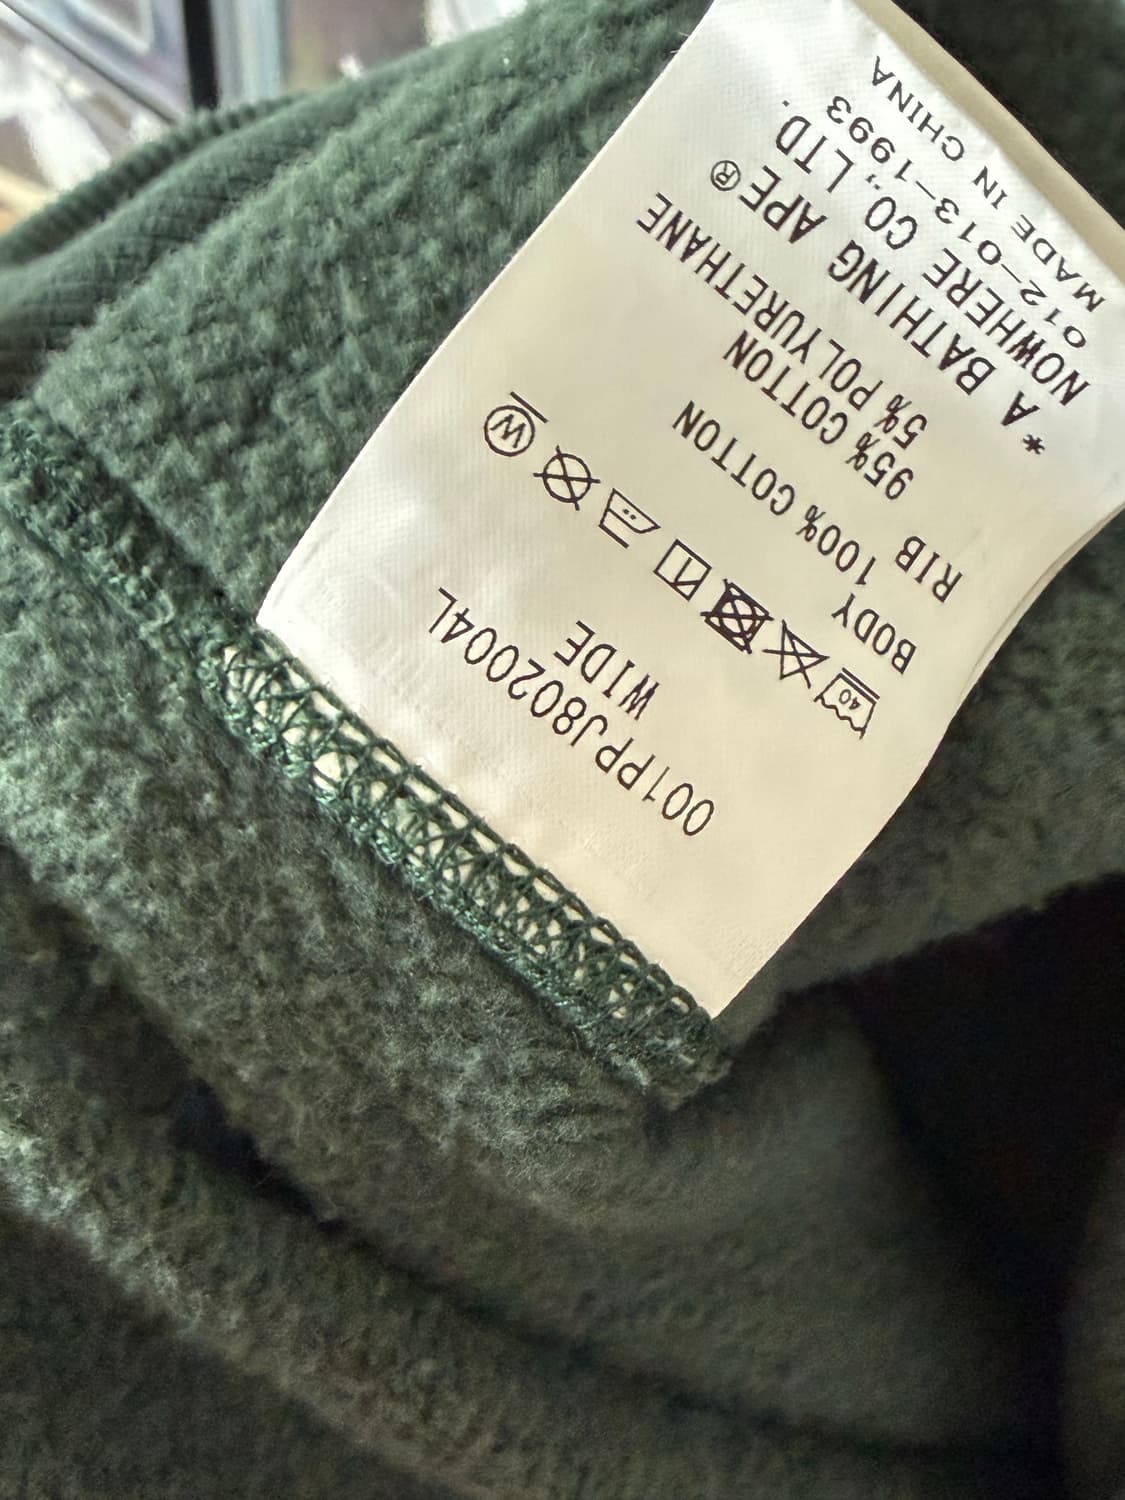 001PPJ802004L
WIDE
40
W
BODY 100% COTTON
RIB 95% COTTON
5% POLYURETHANE
* A BATHING APE®
NOWHERE CO., LTD.
012-013-1993
MADE IN CHINA